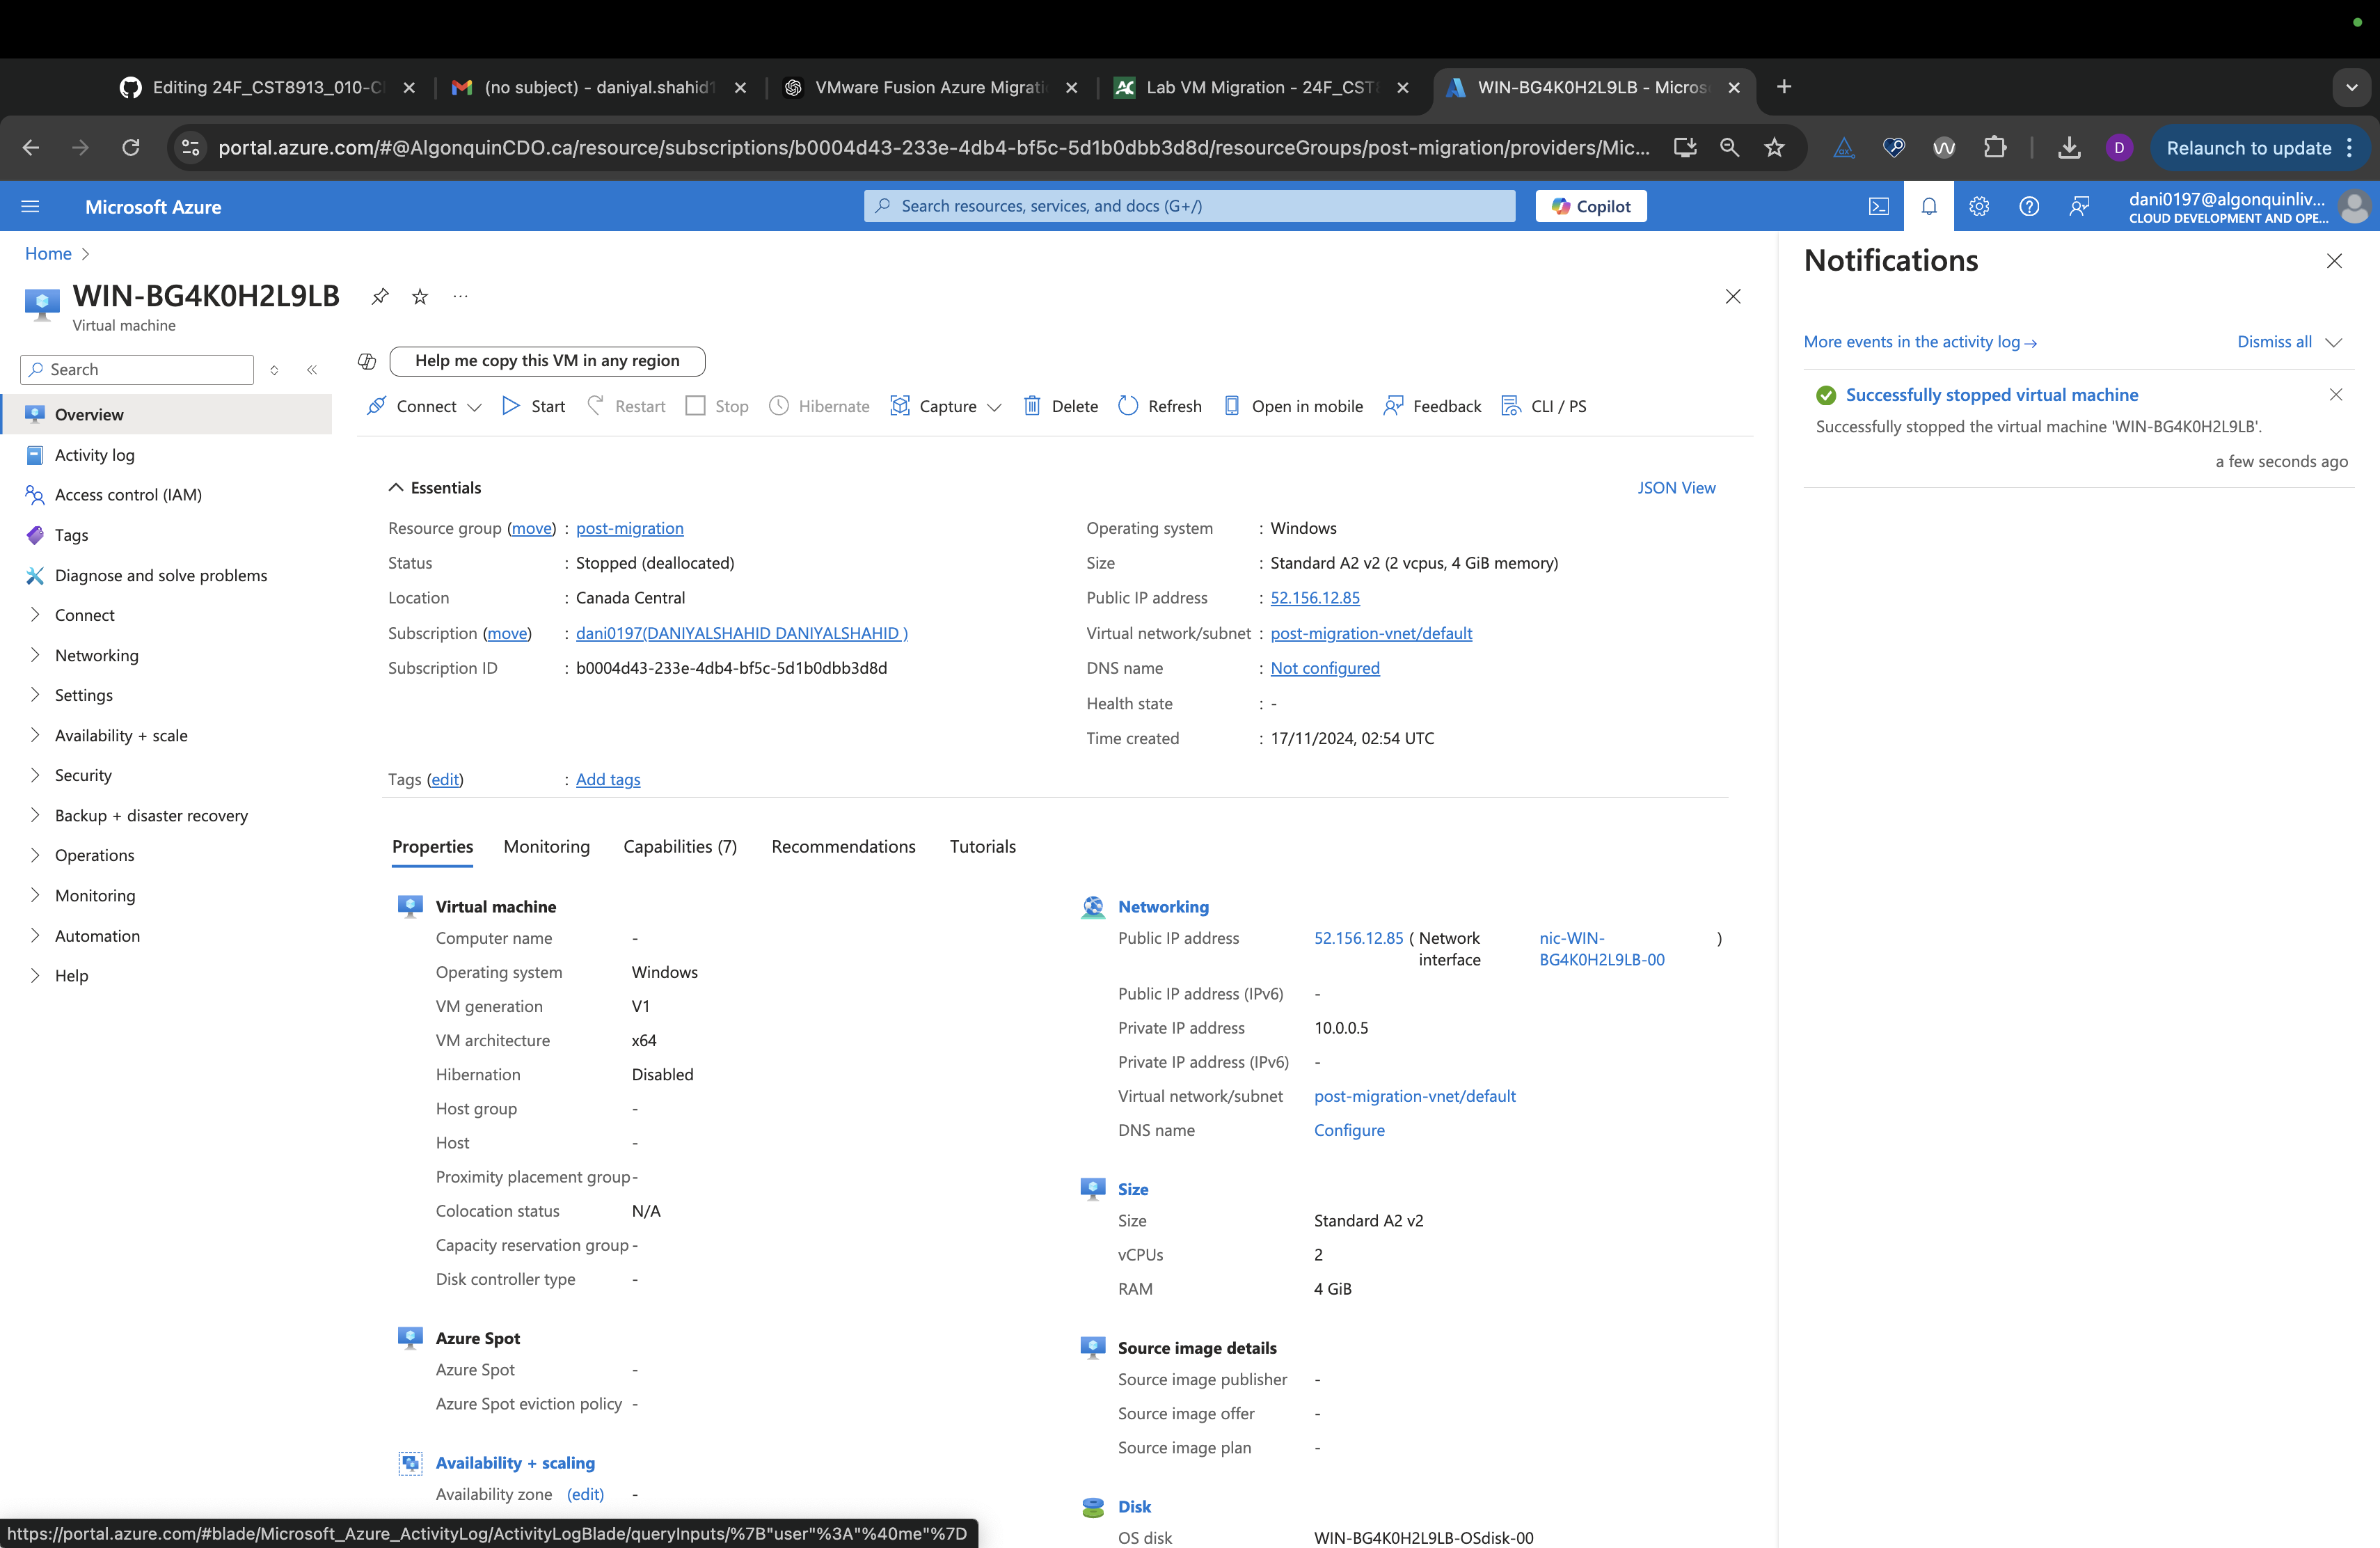 Editing 24F_CST8913_010-Cl
(no subject) - daniyal.shahid1
VMware Fusion Azure Migrati
AC Lab VM Migration - 24F_CST8
WIN-BG4K0H2L9LB - Micros
portal.azure.com/#@AlgonquinCDO.ca/resource/subscriptions/b0004d43-233e-4db4-bf5c-5d1b0dbb3d8d/resourceGroups/post-migration/providers/Mic...
D
Relaunch to update
Microsoft Azure
Search resources, services, and docs (G+/)
Copilot
dani0197@algonquinliv...
CLOUD DEVELOPMENT AND OPE...
Home
WIN-BG4K0H2L9LB
Virtual machine
Search
Overview
Activity log
Access control (IAM)
Tags
Diagnose and solve problems
Connect
Networking
Settings
Availability + scale
Security
Backup + disaster recovery
Operations
Monitoring
Automation
Help
Help me copy this VM in any region
Connect Start Restart Stop Hibernate Capture Delete Refresh Open in mobile Feedback CLI / PS
Essentials
JSON View
Resource group (move) : post-migration
Status : Stopped (deallocated)
Location : Canada Central
Subscription (move) : dani0197(DANIYALSHAHID DANIYALSHAHID )
Subscription ID : b0004d43-233e-4db4-bf5c-5d1b0dbb3d8d
Operating system : Windows
Size : Standard A2 v2 (2 vcpus, 4 GiB memory)
Public IP address : 52.156.12.85
Virtual network/subnet : post-migration-vnet/default
DNS name : Not configured
Health state : -
Time created : 17/11/2024, 02:54 UTC
Tags (edit) : Add tags
Properties Monitoring Capabilities (7) Recommendations Tutorials
Virtual machine
Computer name -
Operating system Windows
VM generation V1
VM architecture x64
Hibernation Disabled
Host group -
Host -
Proximity placement group -
Colocation status N/A
Capacity reservation group -
Disk controller type -
Azure Spot
Azure Spot -
Azure Spot eviction policy -
Availability + scaling
Availability zone (edit) -
Networking
Public IP address 52.156.12.85 ( Network interface nic-WIN-BG4K0H2L9LB-00 )
Public IP address (IPv6) -
Private IP address 10.0.0.5
Private IP address (IPv6) -
Virtual network/subnet post-migration-vnet/default
DNS name Configure
Size
Size Standard A2 v2
vCPUs 2
RAM 4 GiB
Source image details
Source image publisher -
Source image offer -
Source image plan -
Disk
OS disk WIN-BG4K0H2L9LB-OSdisk-00
Notifications
More events in the activity log →
Dismiss all
Successfully stopped virtual machine
Successfully stopped the virtual machine 'WIN-BG4K0H2L9LB'.
a few seconds ago
https://portal.azure.com/#blade/Microsoft_Azure_ActivityLog/ActivityLogBlade/queryInputs/%7B"user"%3A"%40me"%7D